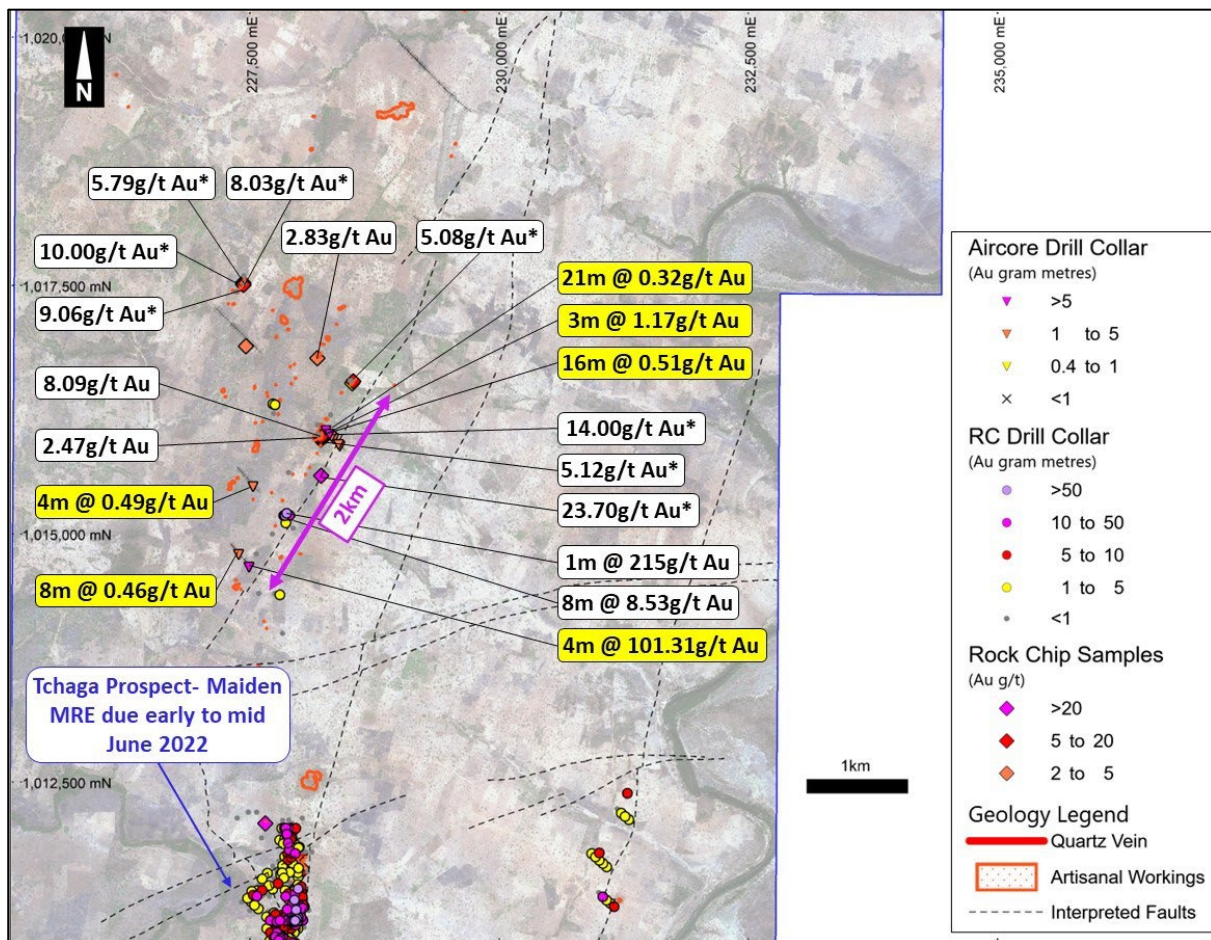 227,500 mE
230,000 mE
232,500 mE
235,000 mE
N
5.79g/t Au*
8.03g/t Au*
10.00g/t Au*
2.83g/t Au
5.08g/t Au*
1,017,500 mN
21m @ 0.32g/t Au
9.06g/t Au*
3m @ 1.17g/t Au
8.09g/t Au
16m @ 0.51g/t Au
2.47g/t Au
14.00g/t Au*
5.12g/t Au*
4m @ 0.49g/t Au
2km
23.70g/t Au*
1,015,000 mN
1m @ 215g/t Au
8m @ 0.46g/t Au
8m @ 8.53g/t Au
4m @ 101.31g/t Au
Tchaga Prospect- Maiden
MRE due early to mid
June 2022
1,012,500 mN
1km
Aircore Drill Collar
(Au gram metres)
>5
1 to 5
0.4 to 1
<1
RC Drill Collar
(Au gram metres)
>50
10 to 50
5 to 10
1 to 5
<1
Rock Chip Samples
(Au g/t)
>20
5 to 20
2 to 5
Geology Legend
Quartz Vein
Artisanal Workings
Interpreted Faults